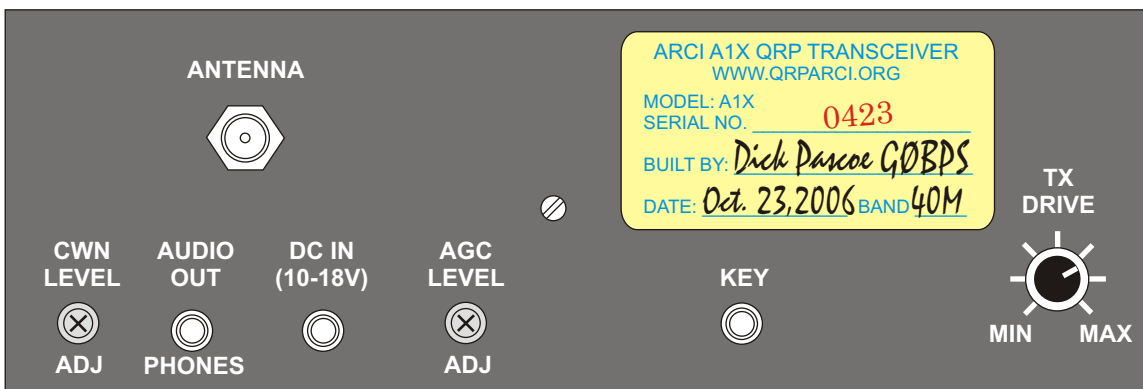 ANTENNA
ARCI A1X QRP TRANSCEIVER
WWW.QRPARCI.ORG
MODEL: A1X
SERIAL NO. 0423
BUILT BY: Dick Pascoe GØBPS
DATE: Oct. 23,2006 BAND 40M
TX
DRIVE
MIN MAX
CWN
LEVEL
ADJ
AUDIO
OUT
PHONES
DC IN
(10-18V)
AGC
LEVEL
ADJ
KEY